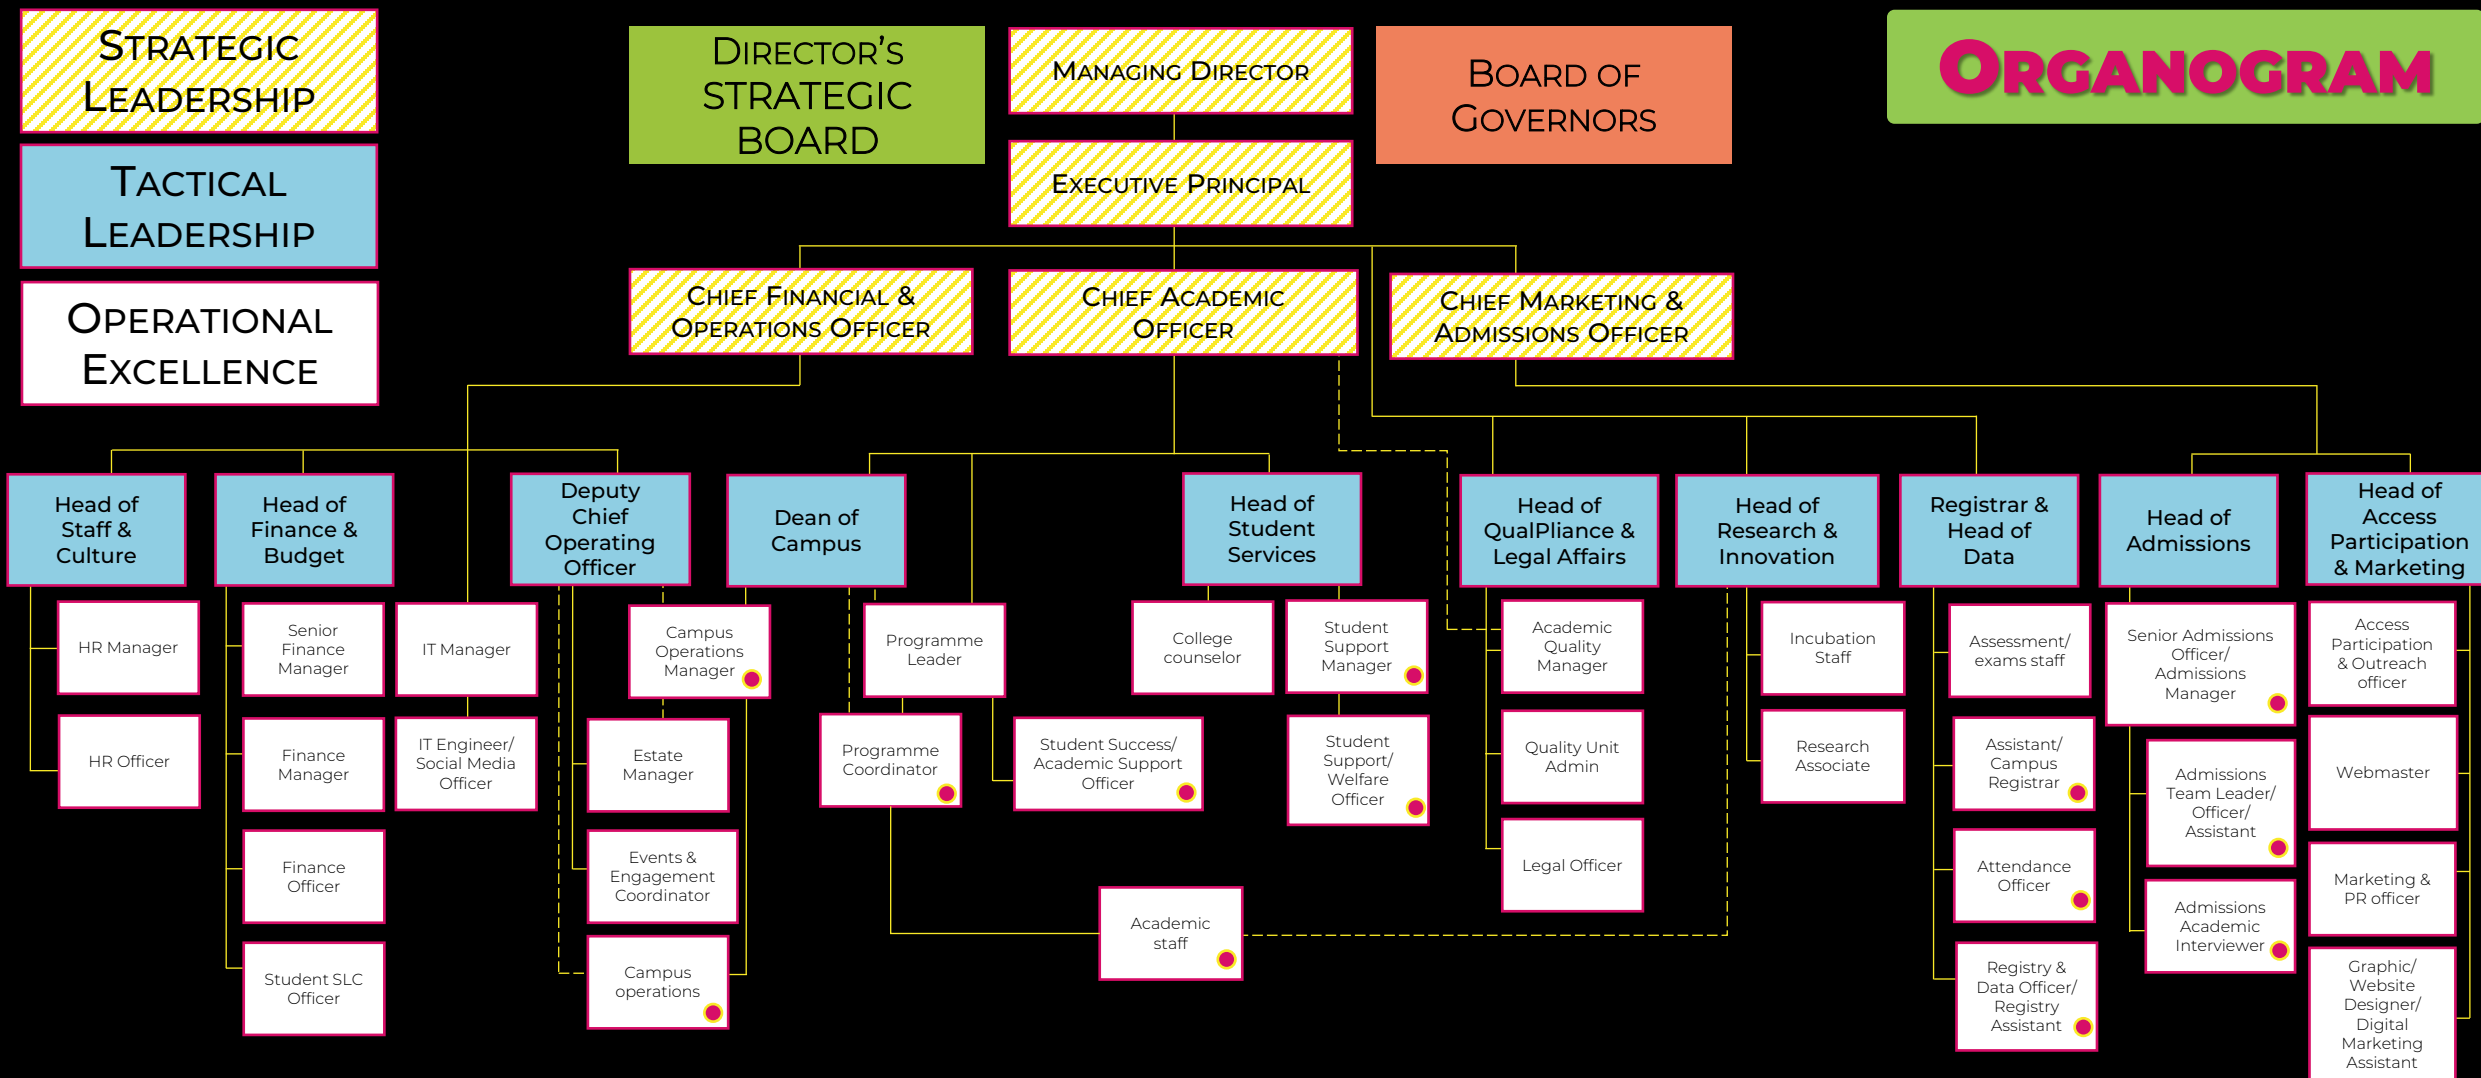 STRATEGIC
LEADERSHIP
TACTICAL
LEADERSHIP
OPERATIONAL
EXCELLENCE
DIRECTOR'S
STRATEGIC
BOARD
MANAGING DIRECTOR
EXECUTIVE PRINCIPAL
BOARD OF
GOVERNORS
ORGANOGRAM
CHIEF FINANCIAL &
OPERATIONS OFFICER
CHIEF ACADEMIC
OFFICER
CHIEF MARKETING &
ADMISSIONS OFFICER
Head of
Staff &
Culture
Head of
Finance &
Budget
Deputy
Chief
Operating
Officer
Dean of
Campus
Head of
Student
Services
Head of
QualPliance &
Legal Affairs
Head of
Research &
Innovation
Registrar &
Head of
Data
Head of
Admissions
Head of
Access
Participation
& Marketing
HR Manager
HR Officer
Senior
Finance
Manager
Finance
Manager
Finance
Officer
Student SLC
Officer
IT Manager
IT Engineer/
Social Media
Officer
Campus
Operations
Manager
Estate
Manager
Events &
Engagement
Coordinator
Campus
operations
Programme
Leader
Programme
Coordinator
Student Success/
Academic Support
Officer
Academic
staff
College
counselor
Student
Support
Manager
Student
Support/
Welfare
Officer
Academic
Quality
Manager
Quality Unit
Admin
Legal Officer
Incubation
Staff
Research
Associate
Assessment/
exams staff
Assistant/
Campus
Registrar
Attendance
Officer
Registry &
Data Officer/
Registry
Assistant
Senior Admissions
Officer/
Admissions
Manager
Admissions
Team Leader/
Officer/
Assistant
Admissions
Academic
Interviewer
Access
Participation
& Outreach
officer
Webmaster
Marketing &
PR officer
Graphic/
Website
Designer/
Digital
Marketing
Assistant